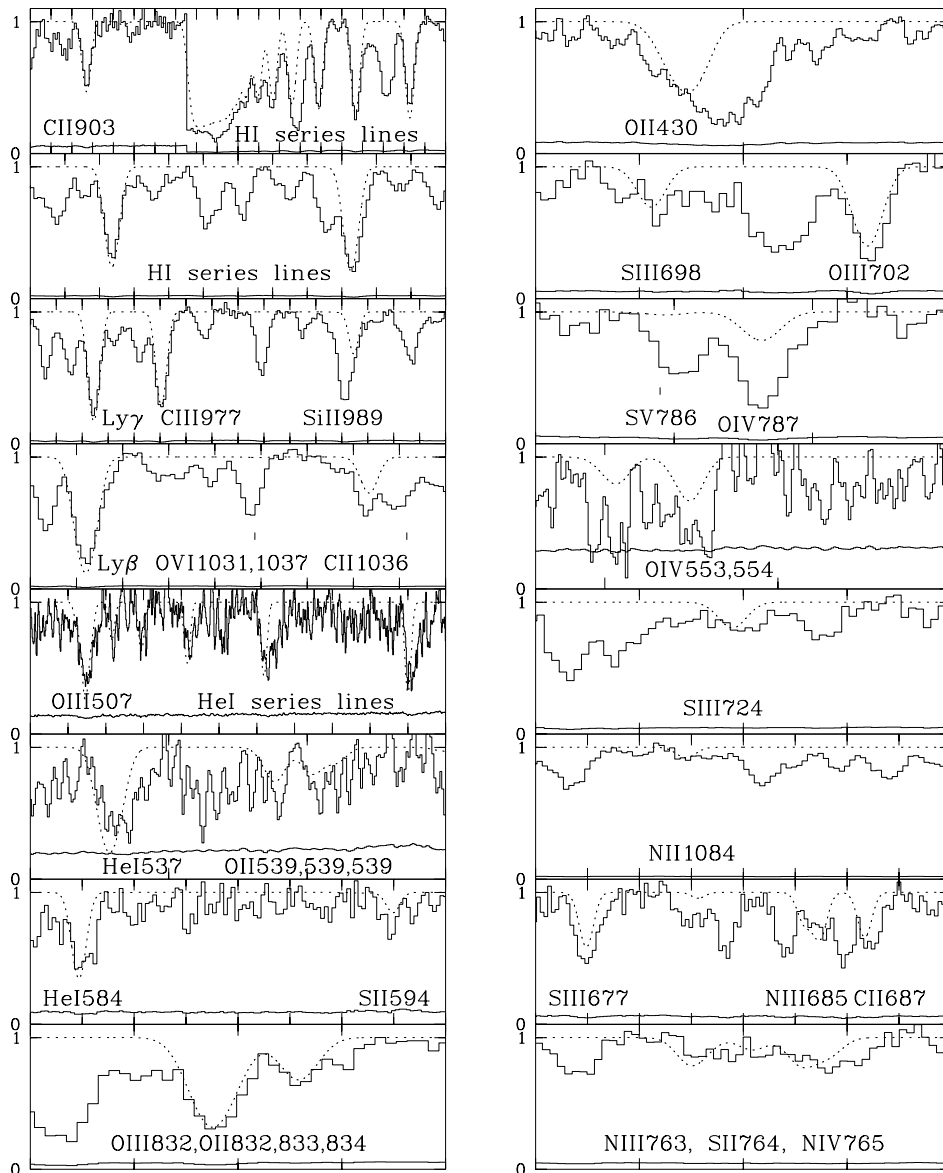 1
CII903
HI series lines
0
1
HI series lines
0
1
Lyγ CIII977 SiII989
0
1
Lyβ OVI1031,1037 CII1036
0
1
OIII507 HeI series lines
0
1
HeI537 OII539,539,539
0
1
HeI584 SII594
0
1
OIII832,OII832,833,834
0
1
OII430
0
1
SIII698 OIII702
0
1
SV786 OIV787
0
1
OIV553,554
0
1
SIII724
0
1
NII1084
0
1
SIII677 NIII685 CII687
0
1
NIII763, SII764, NIV765
0